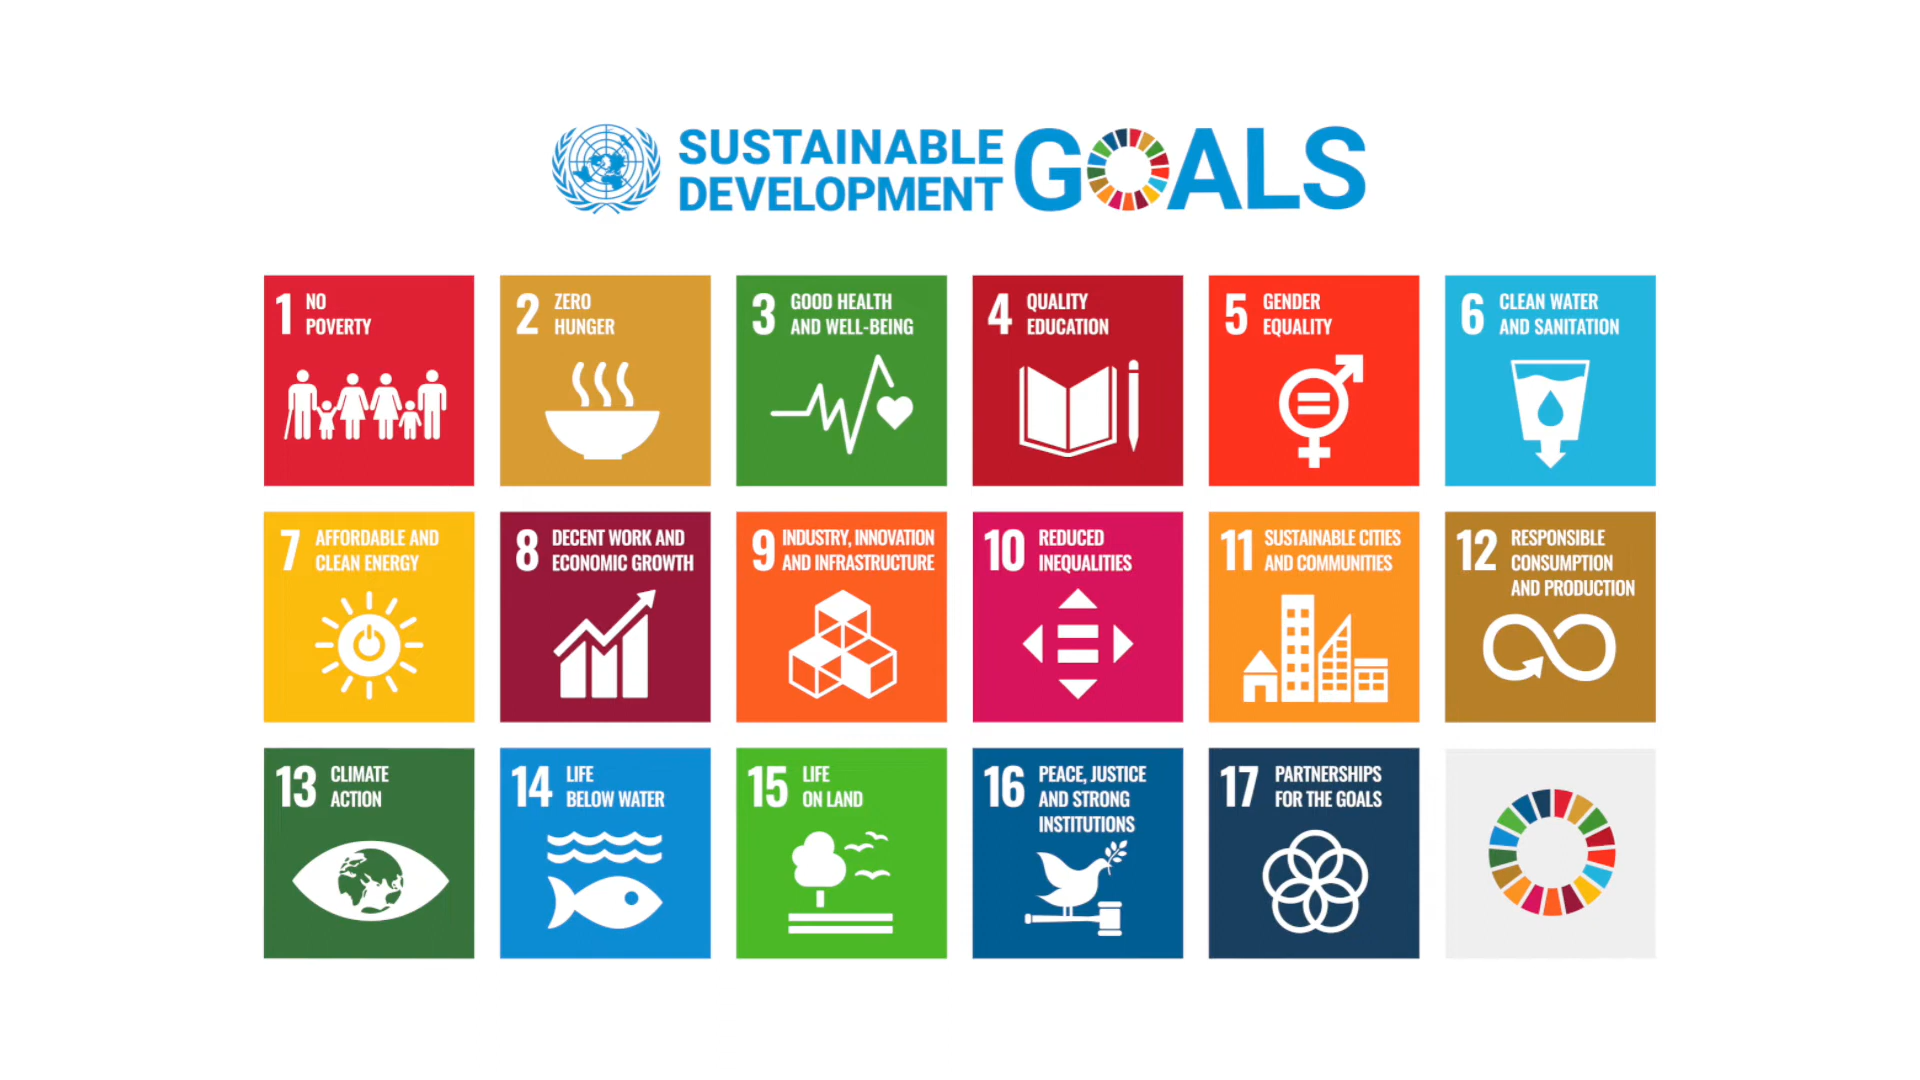 SUSTAINABLE
DEVELOPMENT
GOALS
1 NO
POVERTY
2 ZERO
HUNGER
3 GOOD HEALTH
AND WELL-BEING
4 QUALITY
EDUCATION
5 GENDER
EQUALITY
6 CLEAN WATER
AND SANITATION
7 AFFORDABLE AND
CLEAN ENERGY
8 DECENT WORK AND
ECONOMIC GROWTH
9 INDUSTRY, INNOVATION
AND INFRASTRUCTURE
10 REDUCED
INEQUALITIES
11 SUSTAINABLE CITIES
AND COMMUNITIES
12 RESPONSIBLE
CONSUMPTION
AND PRODUCTION
13 CLIMATE
ACTION
14 LIFE
BELOW WATER
15 LIFE
ON LAND
16 PEACE, JUSTICE
AND STRONG
INSTITUTIONS
17 PARTNERSHIPS
FOR THE GOALS